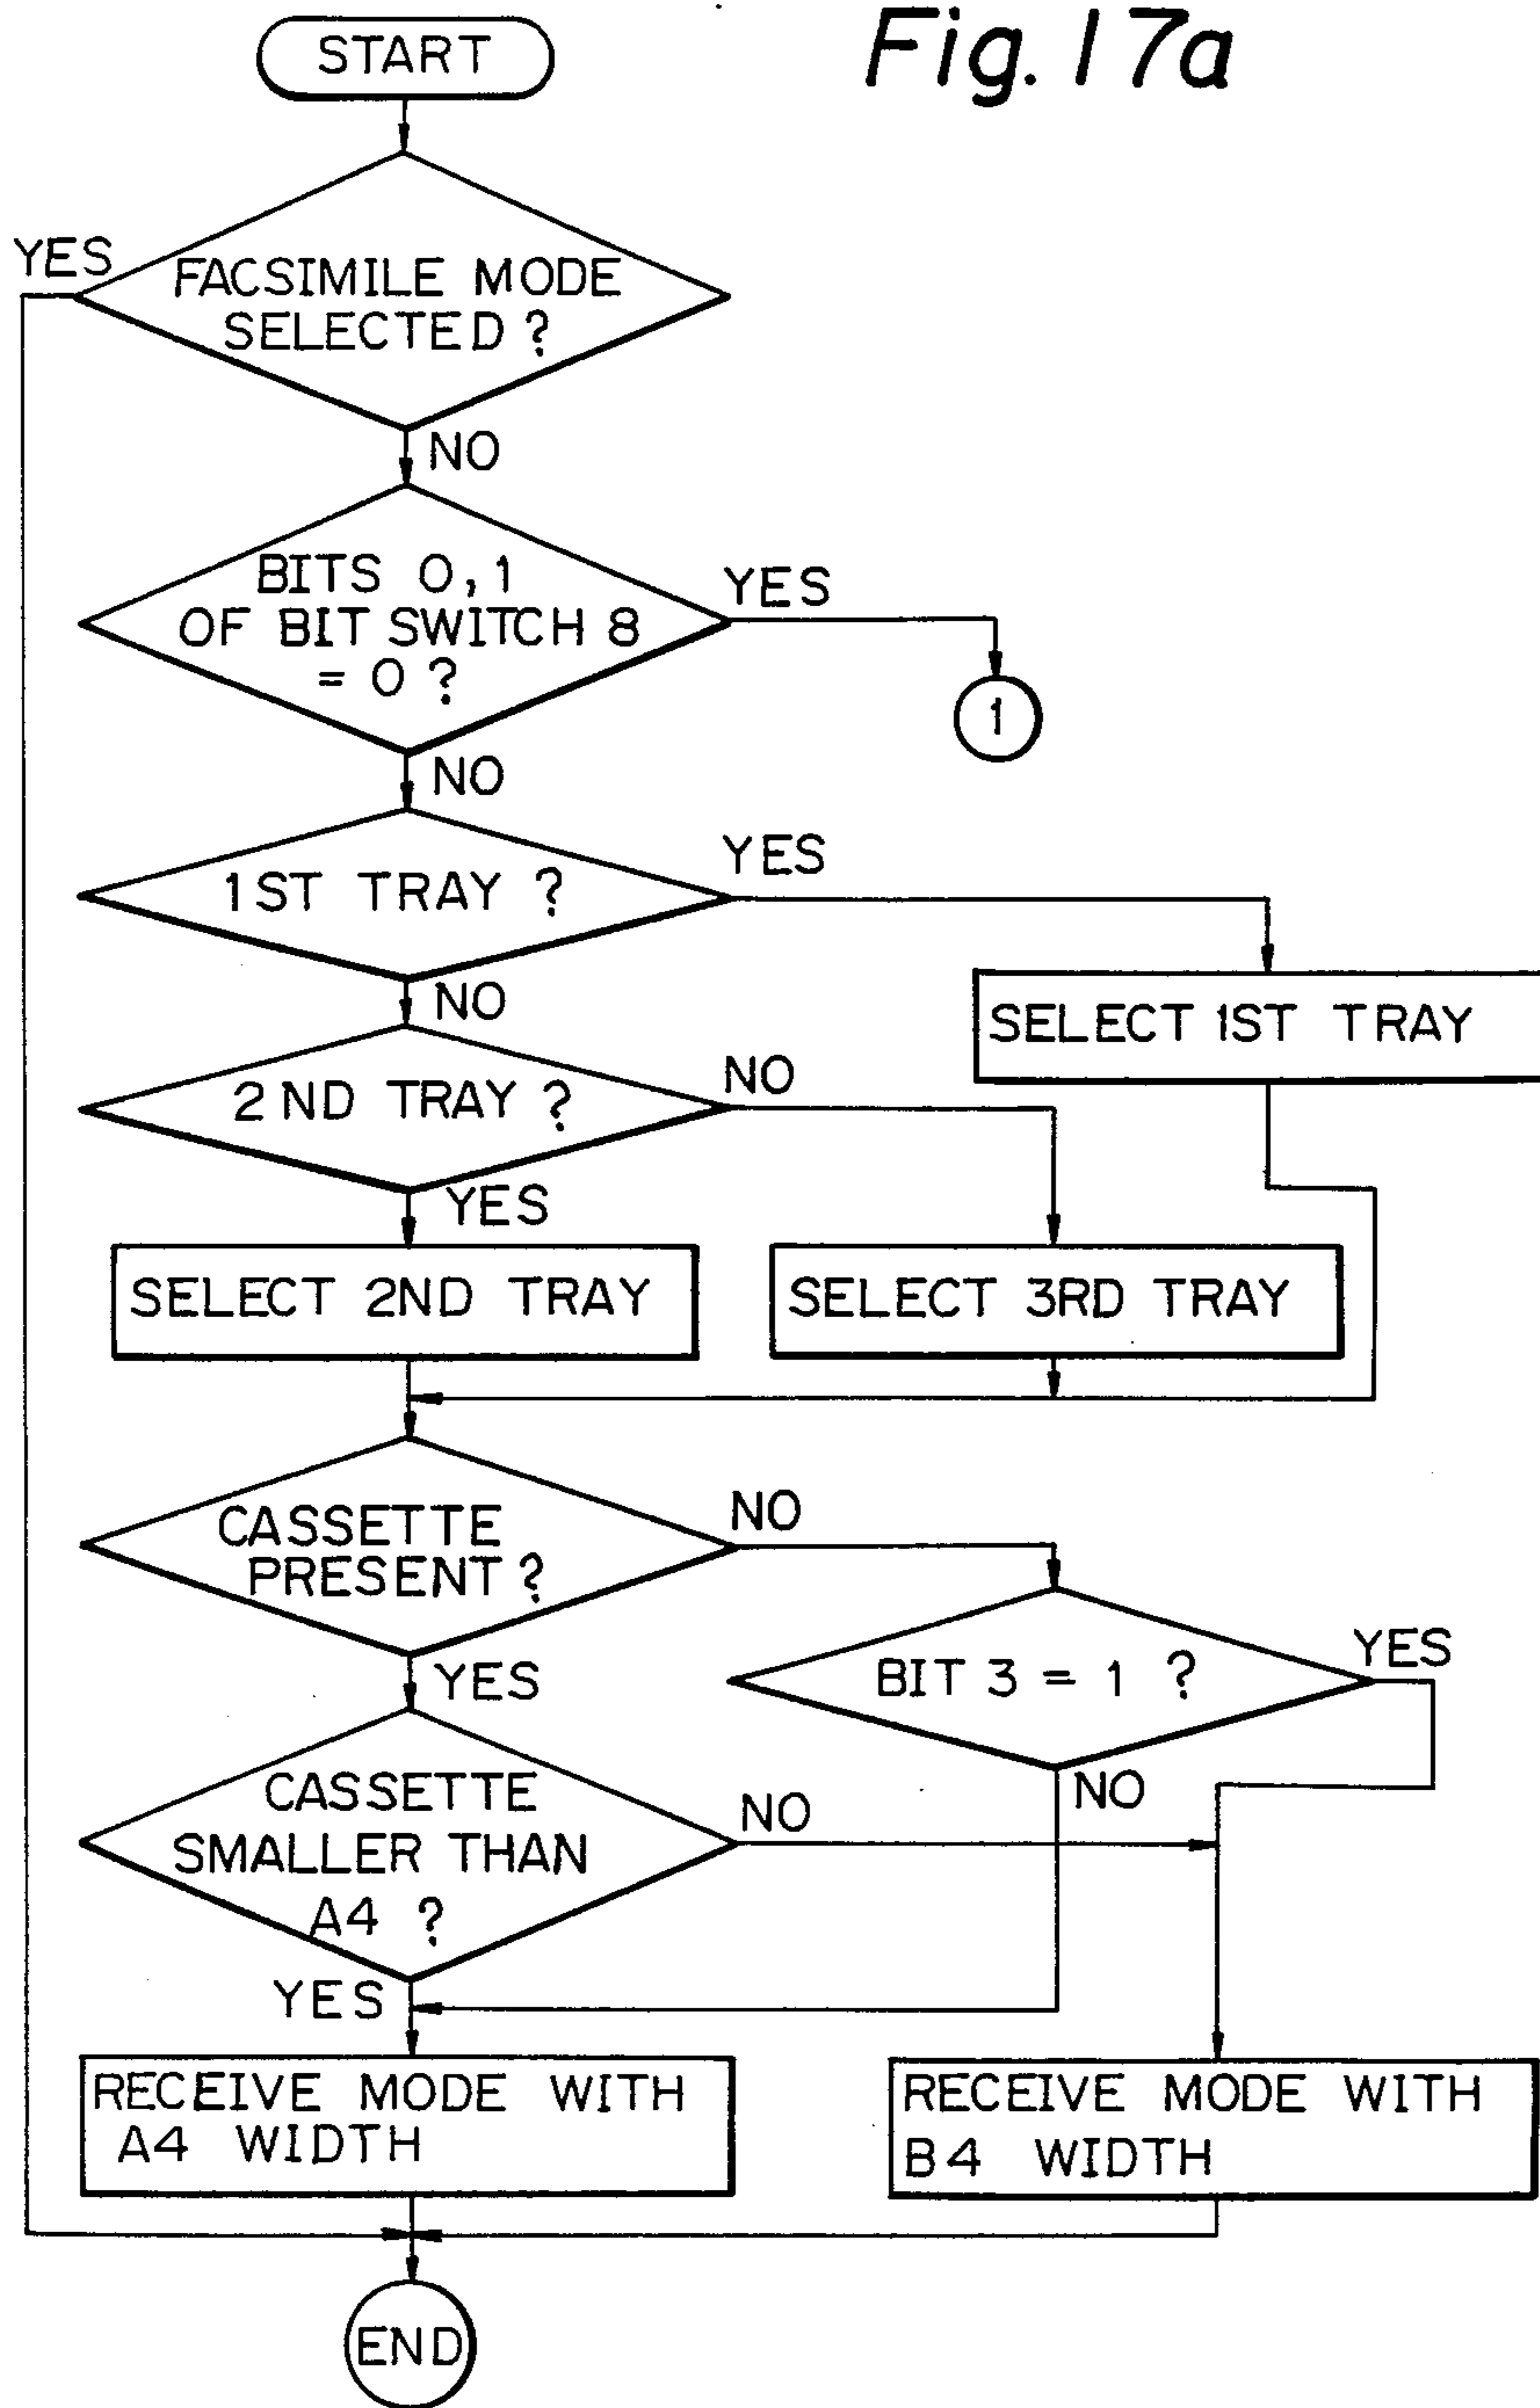 Fig. 17a
START
YES
FACSIMILE MODE
SELECTED ?
NO
BITS 0, 1
OF BIT SWITCH 8
= 0 ?
YES
1
NO
1ST TRAY ?
YES
NO
SELECT 1ST TRAY
2ND TRAY ?
NO
YES
SELECT 2ND TRAY
SELECT 3RD TRAY
CASSETTE
PRESENT ?
NO
YES
BIT 3 = 1 ?
YES
NO
CASSETTE
SMALLER THAN
A4 ?
NO
YES
RECEIVE MODE WITH
A4 WIDTH
RECEIVE MODE WITH
B4 WIDTH
END